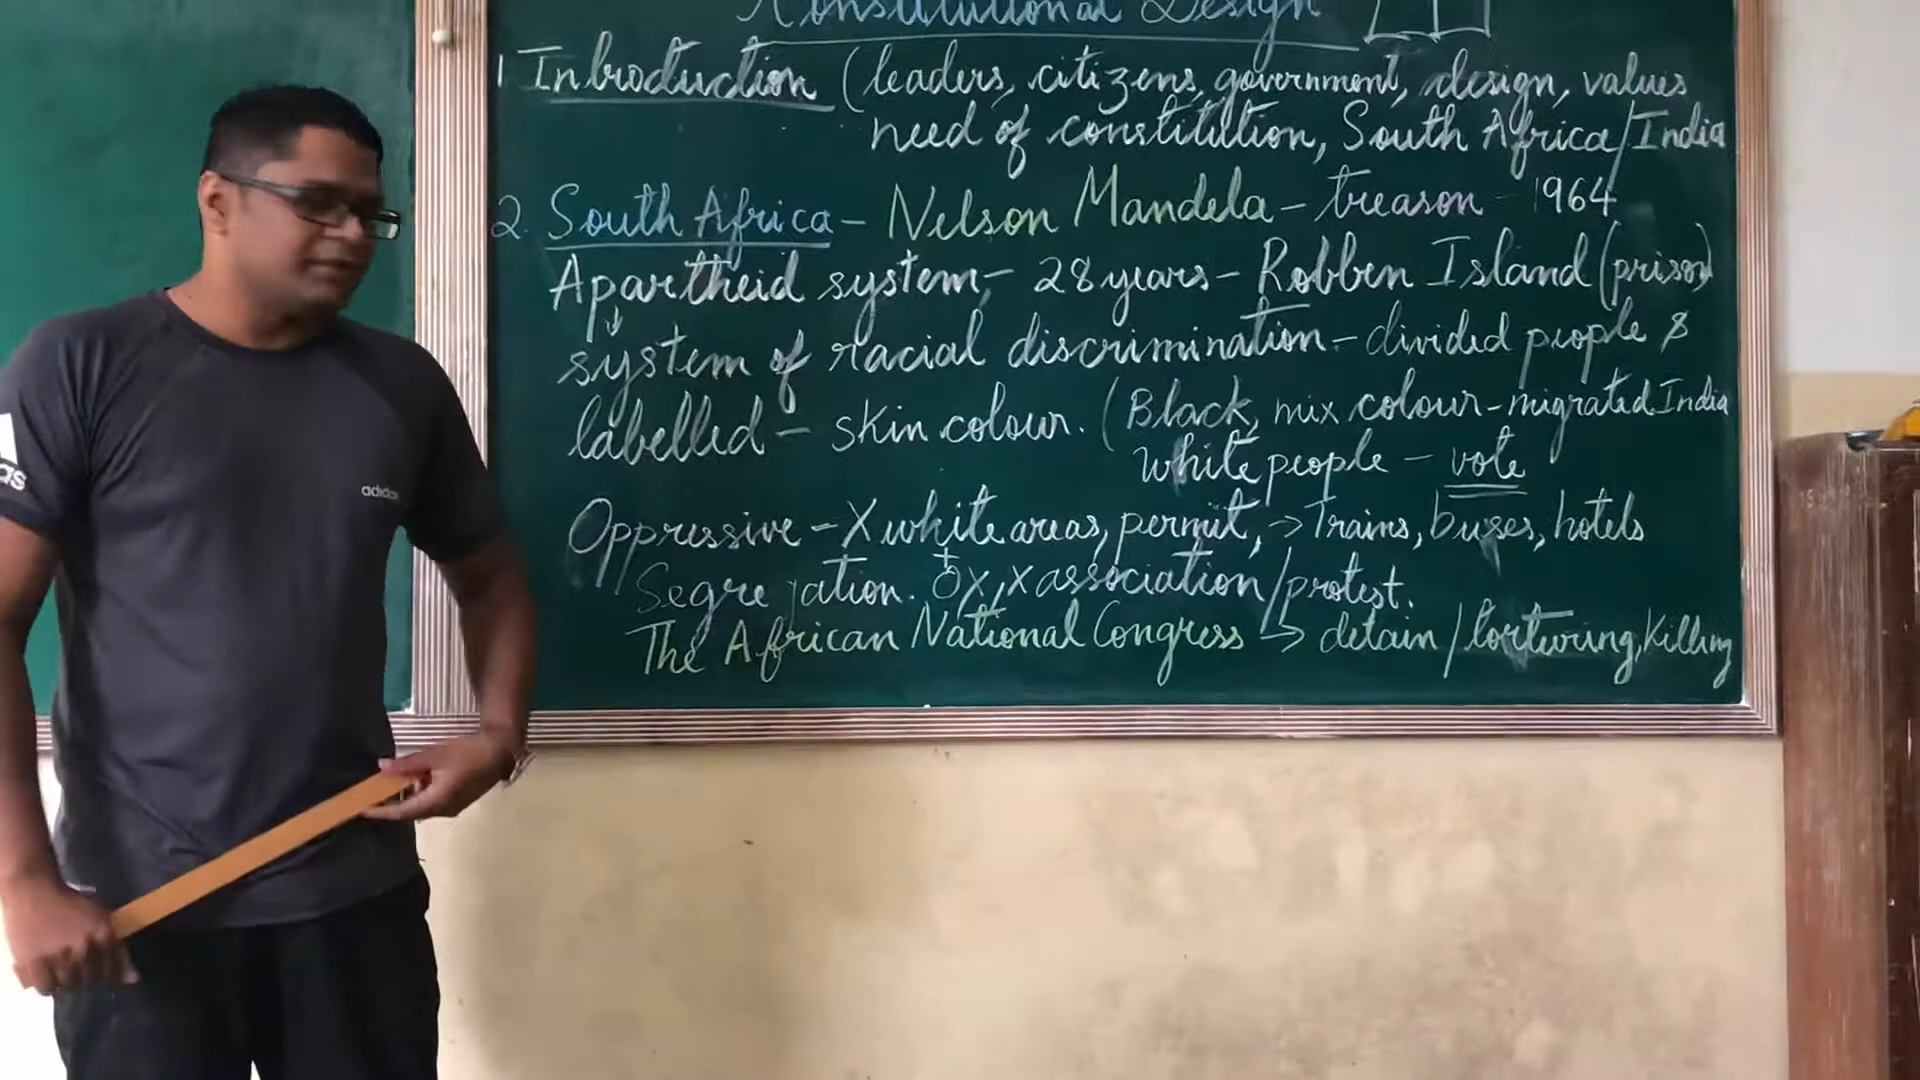 Constitutional Design
1. Introduction (leaders, citizens, government, design, values
need of constitution, South Africa/India
2. South Africa - Nelson Mandela - treason - 1964
Apartheid system, - 28 years - Robben Island (prison)
system of racial discrimination - divided people &
labelled - skin colour. (Black, mix colour - migrated India
white people - vote
Oppressive - X white areas, permit, → Trains, buses, hotels
Segregation. X, X association/protest.
The African National Congress ↳ detain/torturing, Killing
adidas
as